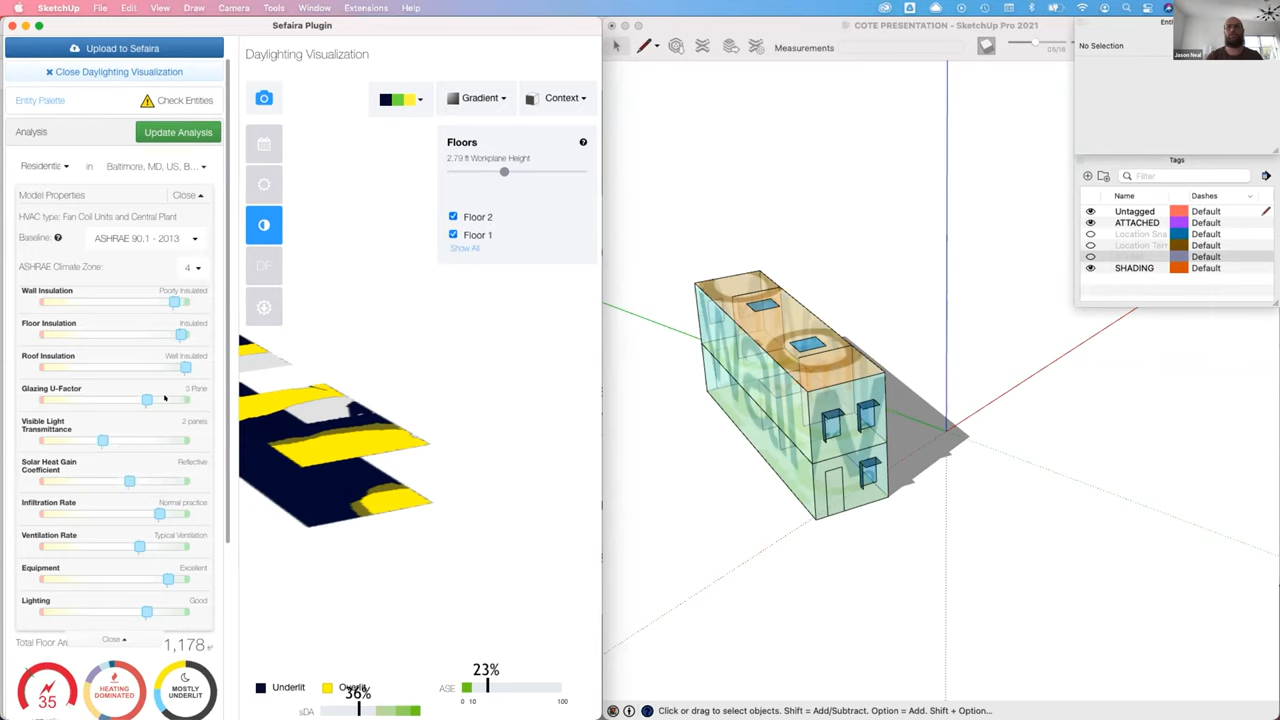 SketchUp File Edit View Draw Camera Tools Window Extensions Help
Sefaira Plugin
COTE PRESENTATION - SketchUp Pro 2021
Upload to Sefaira
Close Daylighting Visualization
Entity Palette
Check Entities
Analysis
Update Analysis
in Baltimore, MD, US, B...
Model Properties
Close
HVAC type: Fan Coil Units and Central Plant
Baseline: ? ASHRAE 90.1 - 2013
ASHRAE Climate Zone: 4
Wall Insulation Poorly Insulated
Floor Insulation Insulated
Roof Insulation Well Insulated
Glazing U-Factor 3 Pane
Visible Light Transmittance 2 panes
Solar Heat Gain Coefficient Reflective
Infiltration Rate Normal practice
Ventilation Rate Typical Ventilation
Equipment Excellent
Lighting Good
Close
Total Floor 1,178
35
HEATING DOMINATED
MOSTLY UNDERLIT
Daylighting Visualization
Gradient
Context
DF
Floors ?
2.79 ft Workplane Height
Floor 2
Floor 1
Show All
Underlit
36%
sDA
23%
ASE
0 10 100
Measurements
05/18
No Selection
Jason Neal
Tags
Filter
Name Dashes
Untagged Default
ATTACHED Default
Location Default
Location Default
Default
SHADING Default
Click or drag to select objects. Shift = Add/Subtract. Option = Add. Shift + Option...